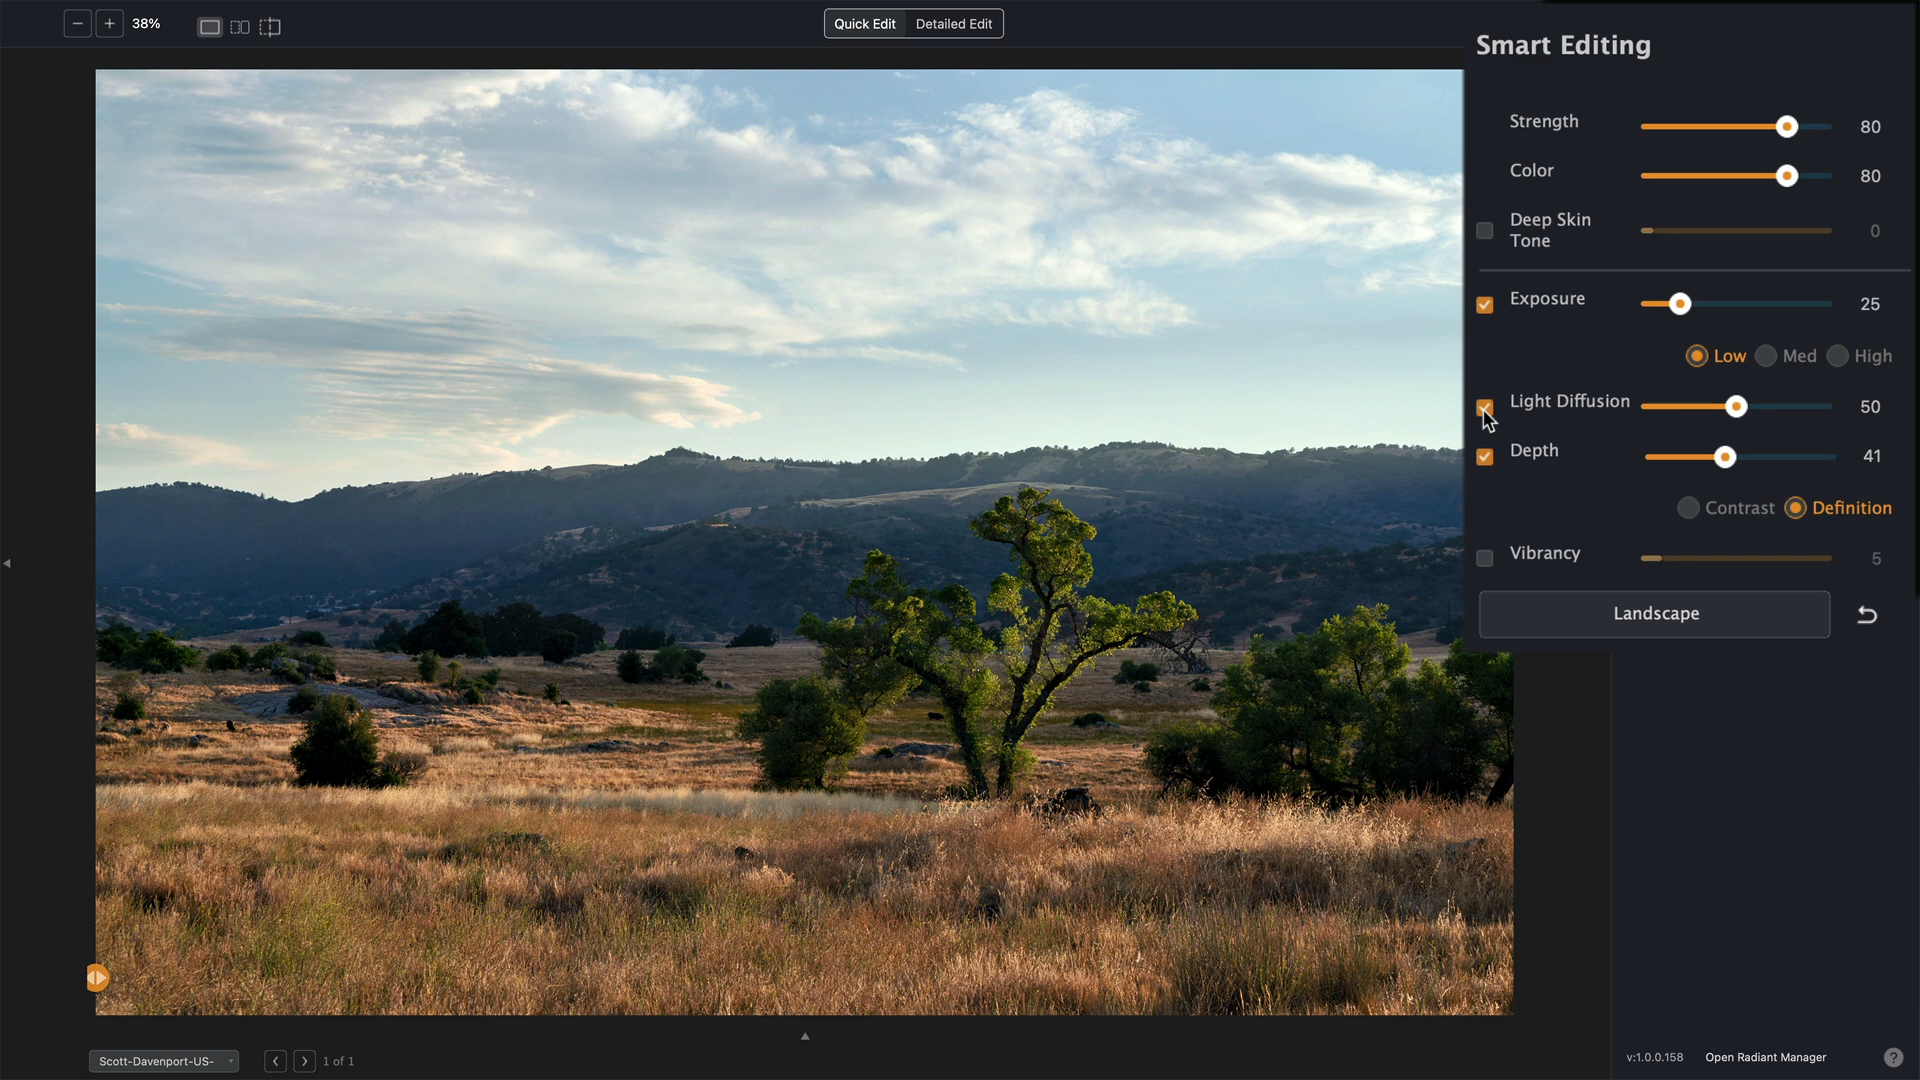 38%
Quick Edit Detailed Edit
Smart Editing
Strength 80
Color 80
Deep Skin
Tone 0
Exposure 25
Low Med High
Light Diffusion 50
Depth 41
Contrast Definition
Vibrancy 5
Landscape
Scott-Davenport-US- 1 of 1
v:1.0.0.158 Open Radiant Manager ?